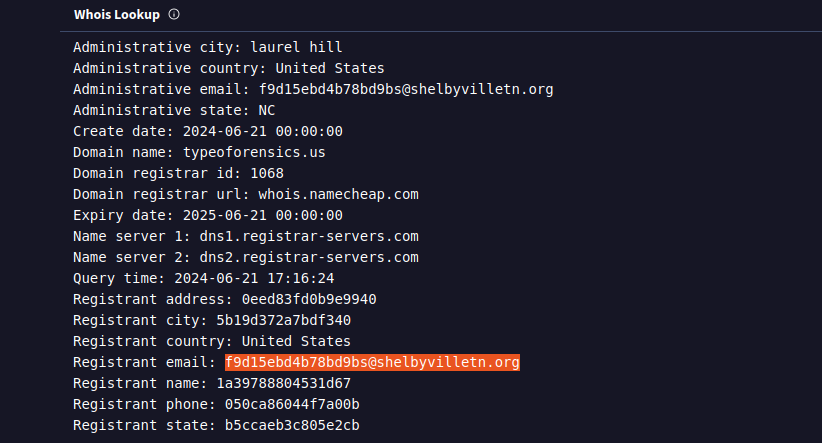 Whois Lookup
Administrative city: laurel hill
Administrative country: United States
Administrative email: f9d15ebd4b78bd9bs@shelbyvilletn.org
Administrative state: NC
Create date: 2024-06-21 00:00:00
Domain name: typeoforensics.us
Domain registrar id: 1068
Domain registrar url: whois.namecheap.com
Expiry date: 2025-06-21 00:00:00
Name server 1: dns1.registrar-servers.com
Name server 2: dns2.registrar-servers.com
Query time: 2024-06-21 17:16:24
Registrant address: 0eed83fd0b9e9940
Registrant city: 5b19d372a7bdf340
Registrant country: United States
Registrant email: f9d15ebd4b78bd9bs@shelbyvilletn.org
Registrant name: 1a39788804531d67
Registrant phone: 050ca86044f7a00b
Registrant state: b5ccaeb3c805e2cb